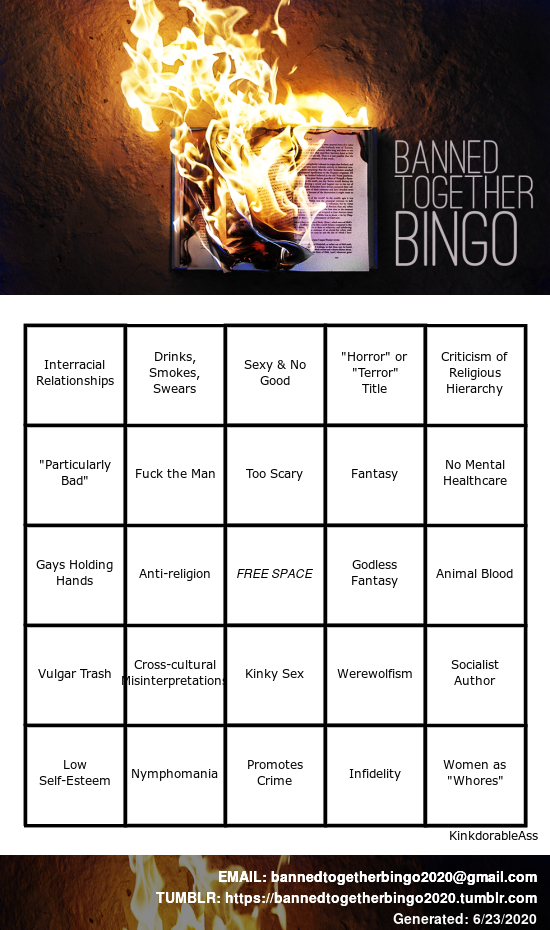 BANNED
TOGETHER
BINGO
Interracial
Relationships
Drinks,
Smokes,
Swears
Sexy & No
Good
"Horror" or
"Terror"
Title
Criticism of
Religious
Hierarchy
"Particularly
Bad"
Fuck the Man
Too Scary
Fantasy
No Mental
Healthcare
Gays Holding
Hands
Anti-religion
FREE SPACE
Godless
Fantasy
Animal Blood
Vulgar Trash
Cross-cultural
Misinterpretations
Kinky Sex
Werewolfism
Socialist
Author
Low
Self-Esteem
Nymphomania
Promotes
Crime
Infidelity
Women as
"Whores"
KinkdorableAss
EMAIL: bannedtogetherbingo2020@gmail.com
TUMBLR: https://bannedtogetherbingo2020.tumblr.com
Generated: 6/23/2020